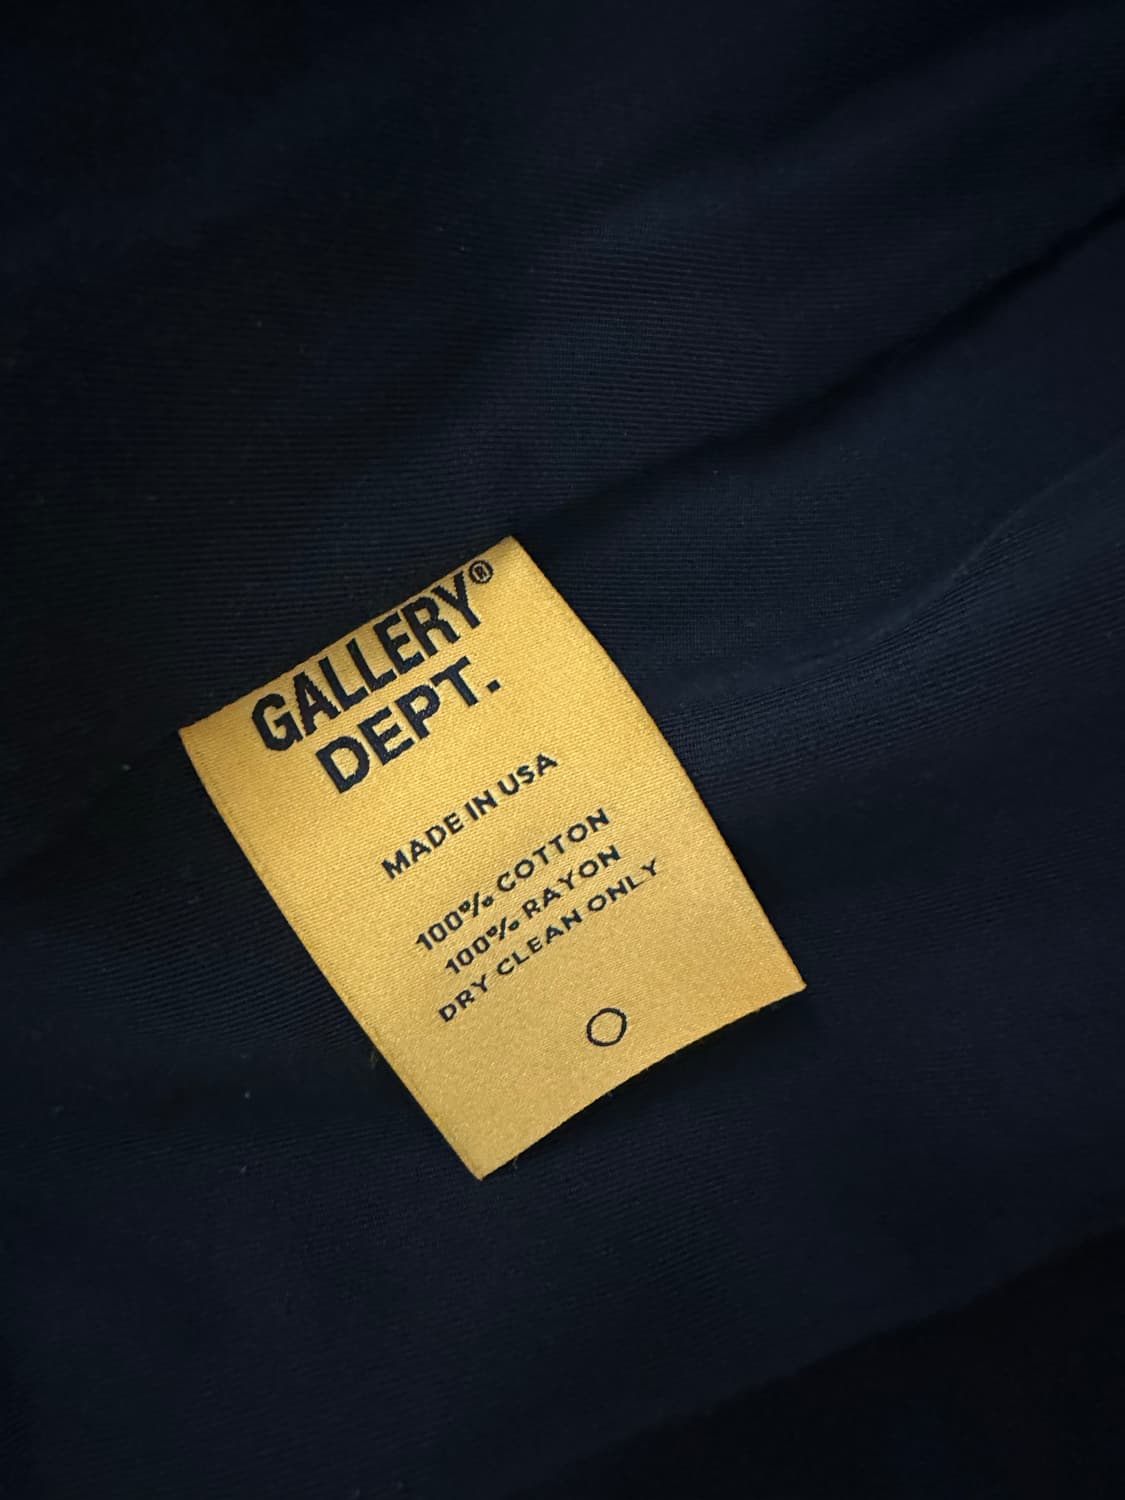 GALLERY®
DEPT.
MADE IN USA
100% COTTON
100% RAYON
DRY CLEAN ONLY